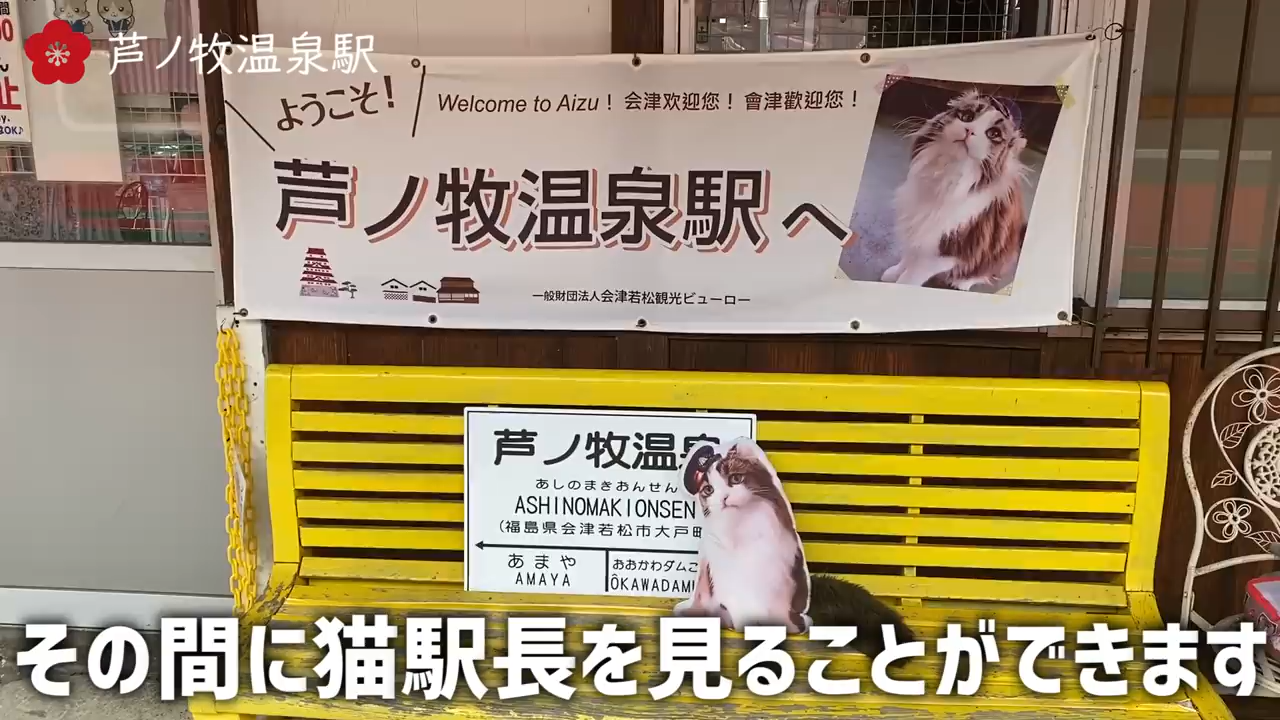 芦ノ牧温泉駅
ようこそ!
Welcome to Aizu! 会津欢迎您! 會津歡迎您!
芦ノ牧温泉駅へ
一般財団法人会津若松観光ビューロー
芦ノ牧温泉
あしのまきおんせん
ASHINOMAKIONSEN
(福島県会津若松市大戸町
あまや
AMAYA
おおかわダムこ
ŌKAWADAMU
その間に猫駅長を見ることができます